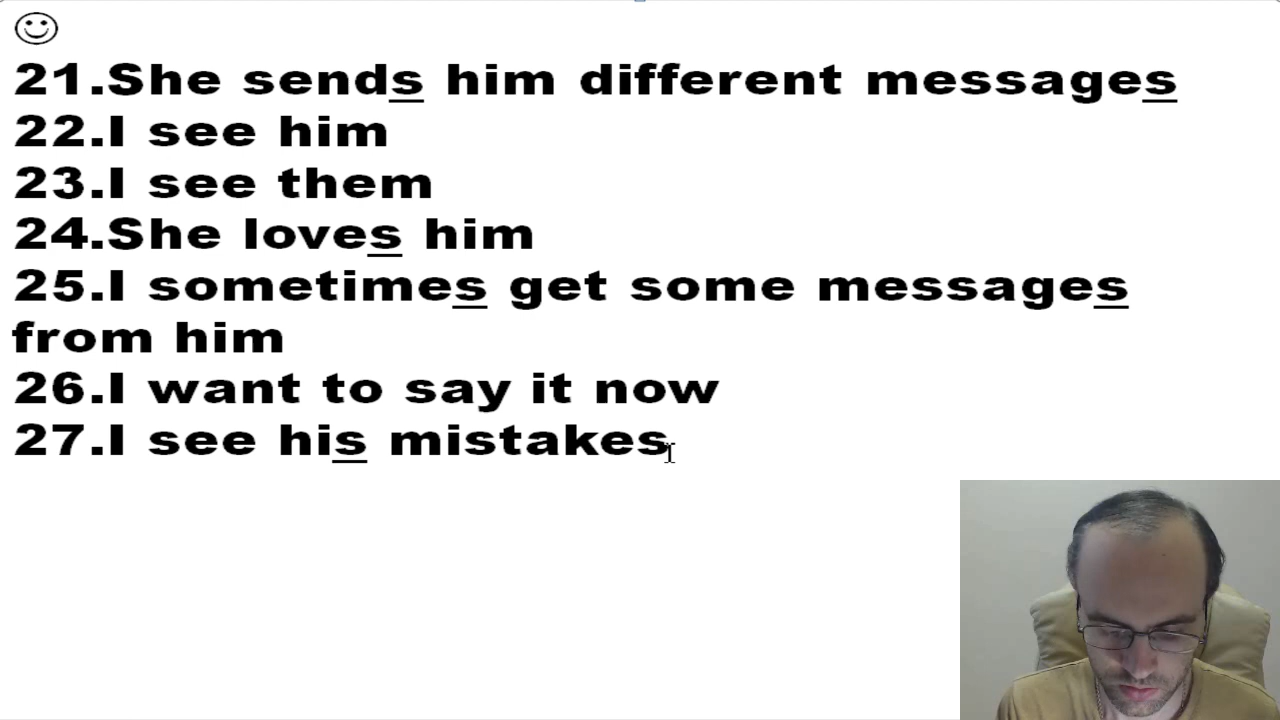 21.She sends him different messages
22.I see him
23.I see them
24.She loves him
25.I sometimes get some messages
from him
26.I want to say it now
27.I see his mistakes